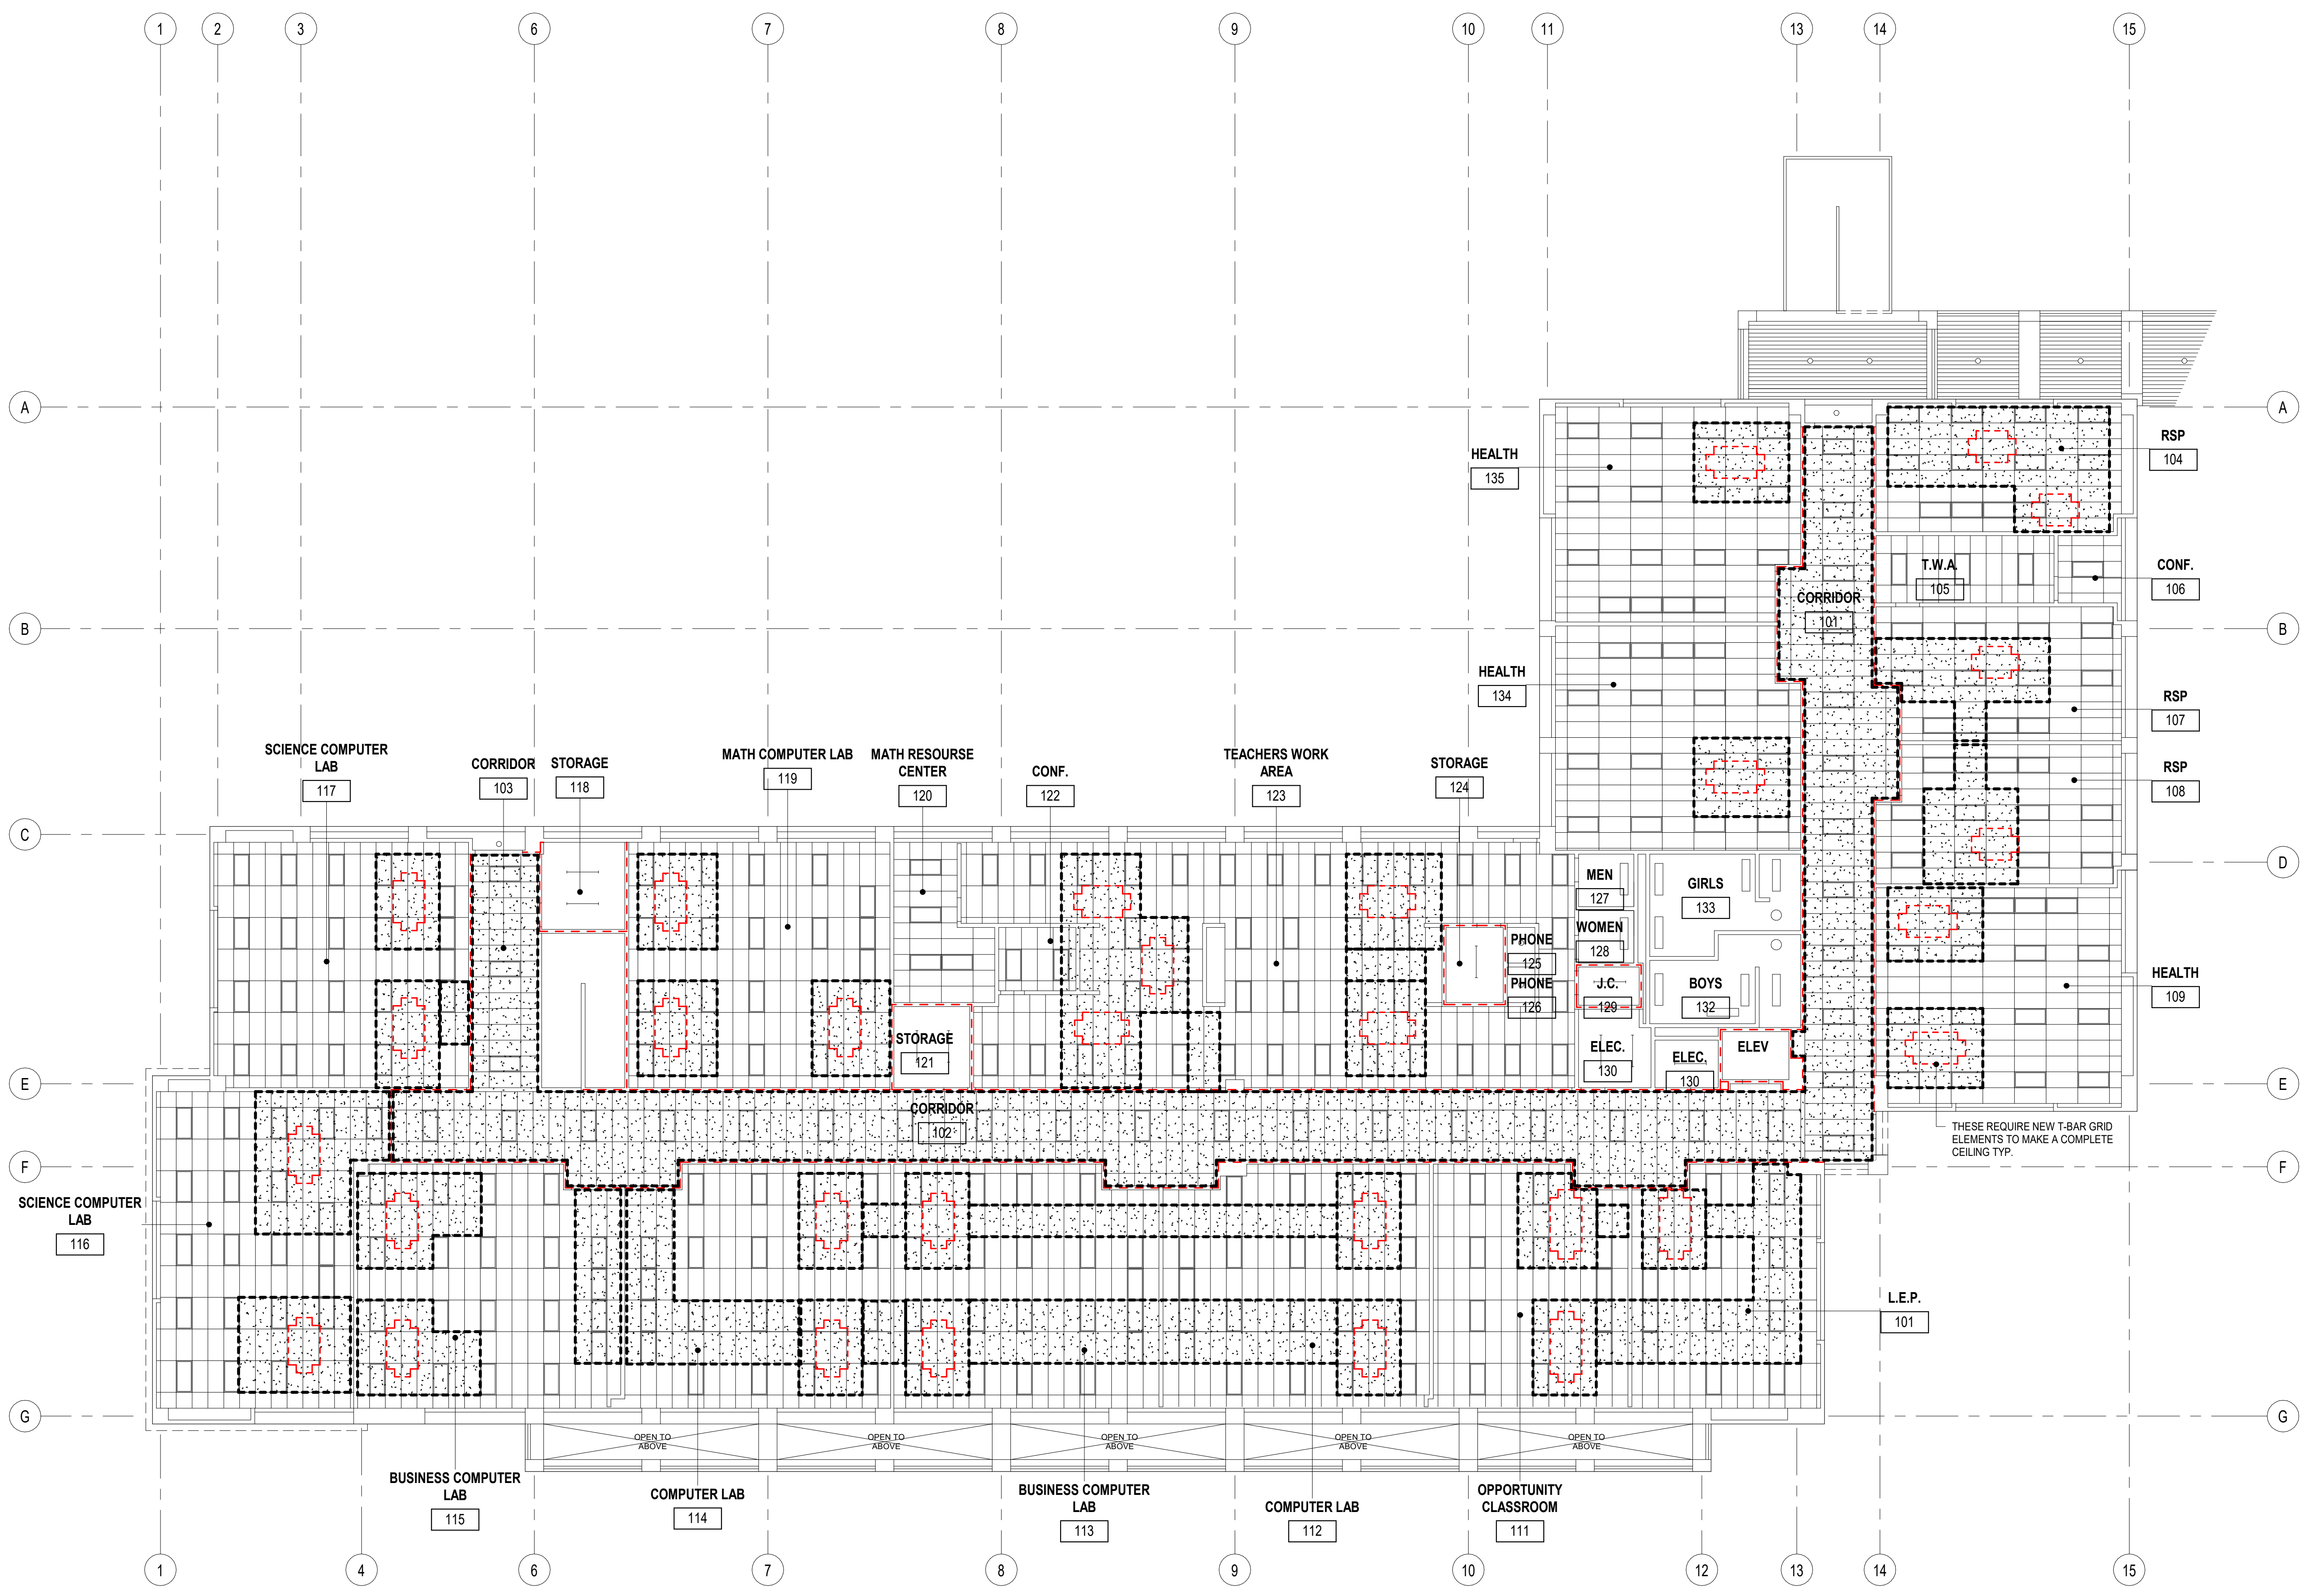 1
2
3
6
7
8
9
10
11
13
14
15
A
A
HEALTH
135
RSP
104
T.W.A.
105
CONF.
106
CORRIDOR
101
B
B
HEALTH
134
RSP
107
RSP
108
SCIENCE COMPUTER
LAB
117
CORRIDOR
103
STORAGE
118
MATH COMPUTER LAB
119
MATH RESOURSE
CENTER
120
CONF.
122
TEACHERS WORK
AREA
123
STORAGE
124
C
D
MEN
127
GIRLS
133
WOMEN
128
PHONE
125
PHONE
126
J.C.
129
BOYS
132
HEALTH
109
STORAGE
121
ELEC.
130
ELEC.
130
ELEV
E
E
CORRIDOR
102
THESE REQUIRE NEW T-BAR GRID
ELEMENTS TO MAKE A COMPLETE
CEILING TYP.
F
F
SCIENCE COMPUTER
LAB
116
L.E.P.
101
G
G
OPEN TO
ABOVE
OPEN TO
ABOVE
OPEN TO
ABOVE
OPEN TO
ABOVE
OPEN TO
ABOVE
BUSINESS COMPUTER
LAB
115
COMPUTER LAB
114
BUSINESS COMPUTER
LAB
113
COMPUTER LAB
112
OPPORTUNITY
CLASSROOM
111
1
4
6
7
8
9
10
12
13
14
15